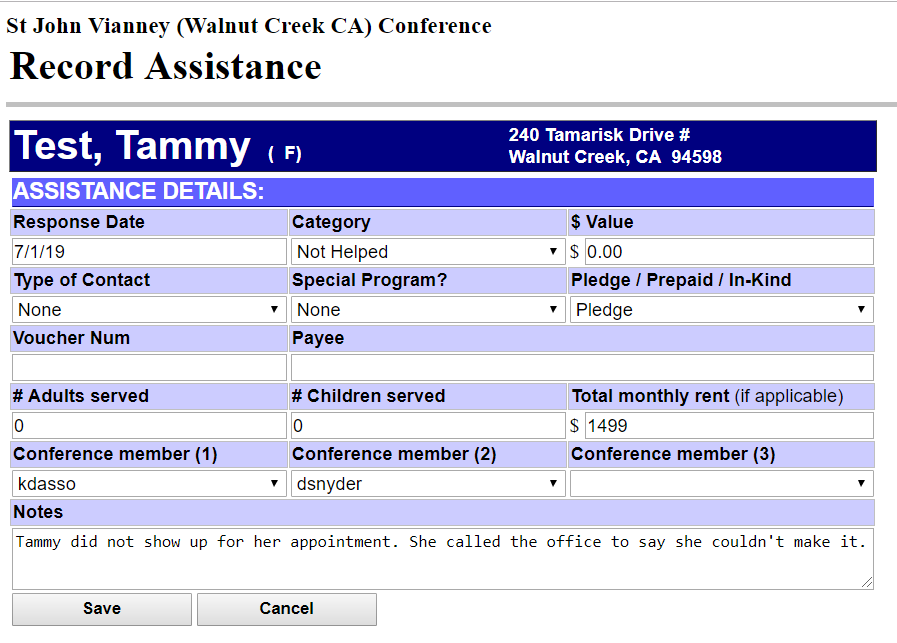 St John Vianney (Walnut Creek CA) Conference
Record Assistance
Test, Tammy ( F)
240 Tamarisk Drive #
Walnut Creek, CA 94598
ASSISTANCE DETAILS:
Response Date Category $ Value
7/1/19 Not Helped $ 0.00
Type of Contact Special Program? Pledge / Prepaid / In-Kind
None None Pledge
Voucher Num Payee
# Adults served # Children served Total monthly rent (if applicable)
0 0 $ 1499
Conference member (1) Conference member (2) Conference member (3)
kdasso dsnyder
Notes
Tammy did not show up for her appointment. She called the office to say she couldn't make it.
Save Cancel